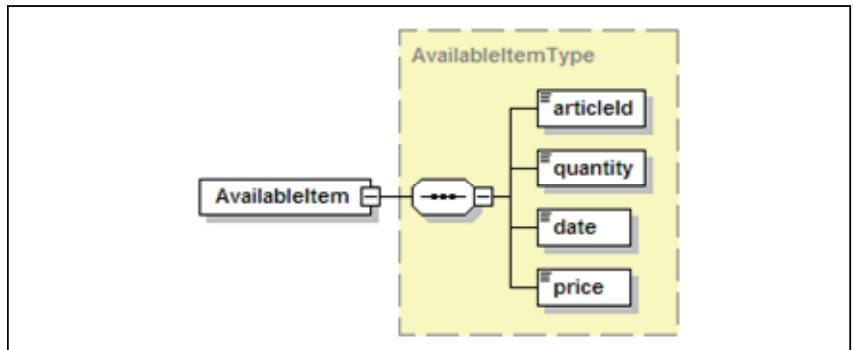 AvailableItemType
articleId
quantity
AvailableItem
date
price